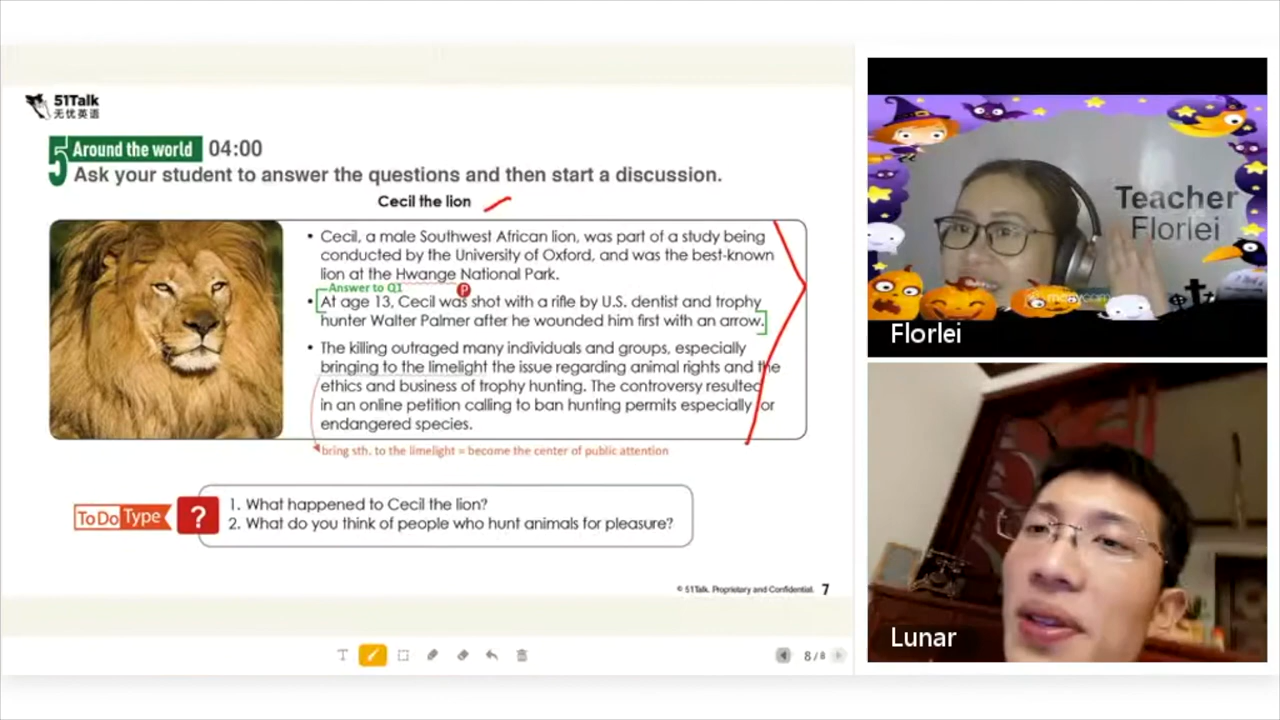 51Talk
无忧英语
5 Around the world 04:00
Ask your student to answer the questions and then start a discussion.
Cecil the lion
• Cecil, a male Southwest African lion, was part of a study being
conducted by the University of Oxford, and was the best-known
lion at the Hwange National Park.
Answer to Q1
P
• At age 13, Cecil was shot with a rifle by U.S. dentist and trophy
hunter Walter Palmer after he wounded him first with an arrow.
• The killing outraged many individuals and groups, especially
bringing to the limelight the issue regarding animal rights and the
ethics and business of trophy hunting. The controversy resulted
in an online petition calling to ban hunting permits especially for
endangered species.
bring sth. to the limelight = become the center of public attention
To Do Type ?
1. What happened to Cecil the lion?
2. What do you think of people who hunt animals for pleasure?
© 51Talk. Proprietary and Confidential. 7
T
8/8
Teacher
Florlei
manycam
Florlei
Lunar